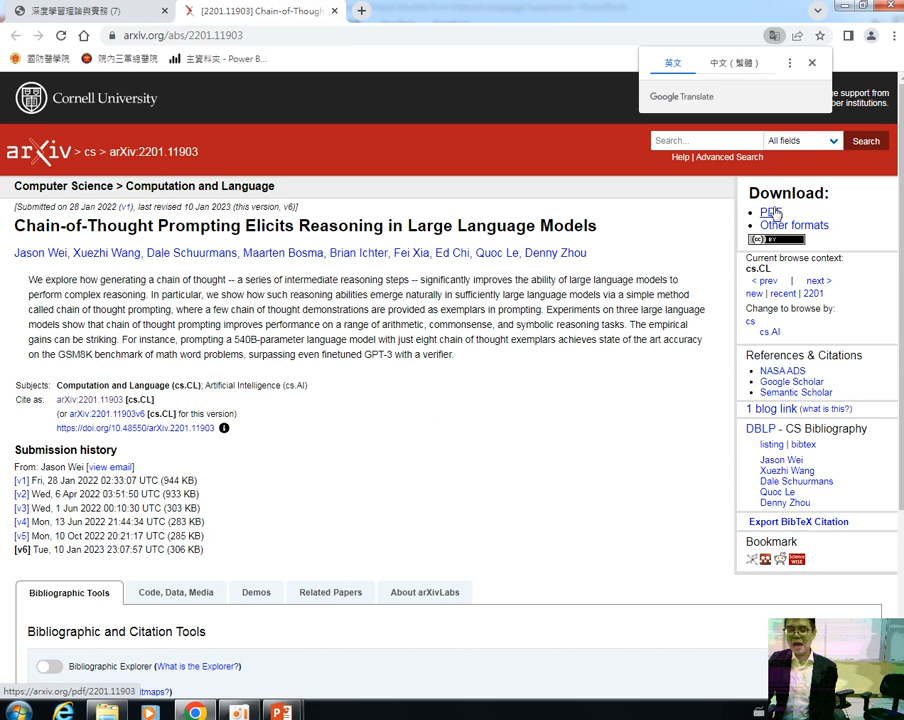 深度學習理論與實務 (7)
[2201.11903] Chain-of-Though
arxiv.org/abs/2201.11903
國防醫學院
院內三軍總醫院
主資料夾 - Power B...
英文
中文（繁體）
Google Translate
Cornell University
e support from
ber institutions.
arXiv > cs > arXiv:2201.11903
Search...
All fields
Search
Help | Advanced Search
Computer Science > Computation and Language
[Submitted on 28 Jan 2022 (v1), last revised 10 Jan 2023 (this version, v6)]
Chain-of-Thought Prompting Elicits Reasoning in Large Language Models
Jason Wei, Xuezhi Wang, Dale Schuurmans, Maarten Bosma, Brian Ichter, Fei Xia, Ed Chi, Quoc Le, Denny Zhou
We explore how generating a chain of thought -- a series of intermediate reasoning steps -- significantly improves the ability of large language models to
perform complex reasoning. In particular, we show how such reasoning abilities emerge naturally in sufficiently large language models via a simple method
called chain of thought prompting, where a few chain of thought demonstrations are provided as exemplars in prompting. Experiments on three large language
models show that chain of thought prompting improves performance on a range of arithmetic, commonsense, and symbolic reasoning tasks. The empirical
gains can be striking. For instance, prompting a 540B-parameter language model with just eight chain of thought exemplars achieves state of the art accuracy
on the GSM8K benchmark of math word problems, surpassing even finetuned GPT-3 with a verifier.
Subjects: Computation and Language (cs.CL); Artificial Intelligence (cs.AI)
Cite as: arXiv:2201.11903 [cs.CL]
(or arXiv:2201.11903v6 [cs.CL] for this version)
https://doi.org/10.48550/arXiv.2201.11903
Submission history
From: Jason Wei [view email]
[v1] Fri, 28 Jan 2022 02:33:07 UTC (944 KB)
[v2] Wed, 6 Apr 2022 03:51:50 UTC (933 KB)
[v3] Wed, 1 Jun 2022 00:10:30 UTC (303 KB)
[v4] Mon, 13 Jun 2022 21:44:34 UTC (283 KB)
[v5] Mon, 10 Oct 2022 20:21:17 UTC (285 KB)
[v6] Tue, 10 Jan 2023 23:07:57 UTC (306 KB)
Download:
PDF
Other formats
(cc) BY
Current browse context:
cs.CL
< prev | next >
new | recent | 2201
Change to browse by:
cs
cs.AI
References & Citations
NASA ADS
Google Scholar
Semantic Scholar
1 blog link (what is this?)
DBLP - CS Bibliography
listing | bibtex
Jason Wei
Xuezhi Wang
Dale Schuurmans
Quoc Le
Denny Zhou
Export BibTeX Citation
Bookmark
Bibliographic Tools
Code, Data, Media
Demos
Related Papers
About arXivLabs
Bibliographic and Citation Tools
Bibliographic Explorer (What is the Explorer?)
https://arxiv.org/pdf/2201.11903
tmaps?)